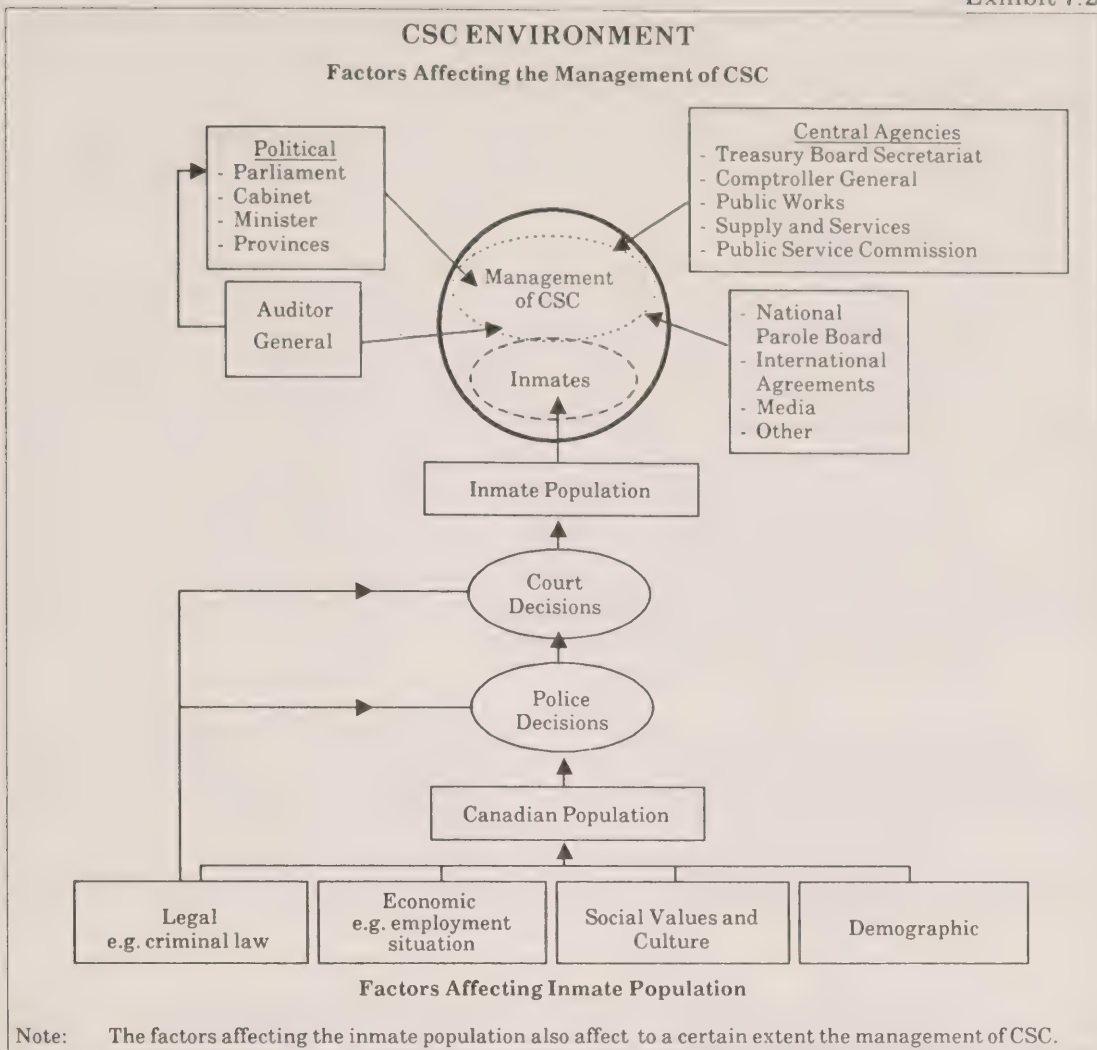 Exhibit 7.2
CSC ENVIRONMENT
Factors Affecting the Management of CSC
Political
- Parliament
- Cabinet
- Minister
- Provinces
Central Agencies
- Treasury Board Secretariat
- Comptroller General
- Public Works
- Supply and Services
- Public Service Commission
Management
of CSC
Auditor
General
- National
Parole Board
- International
Agreements
- Media
- Other
Inmates
Inmate Population
Court
Decisions
Police
Decisions
Canadian Population
Legal
e.g. criminal law
Economic
e.g. employment
situation
Social Values and
Culture
Demographic
Factors Affecting Inmate Population
Note: The factors affecting the inmate population also affect to a certain extent the management of CSC.